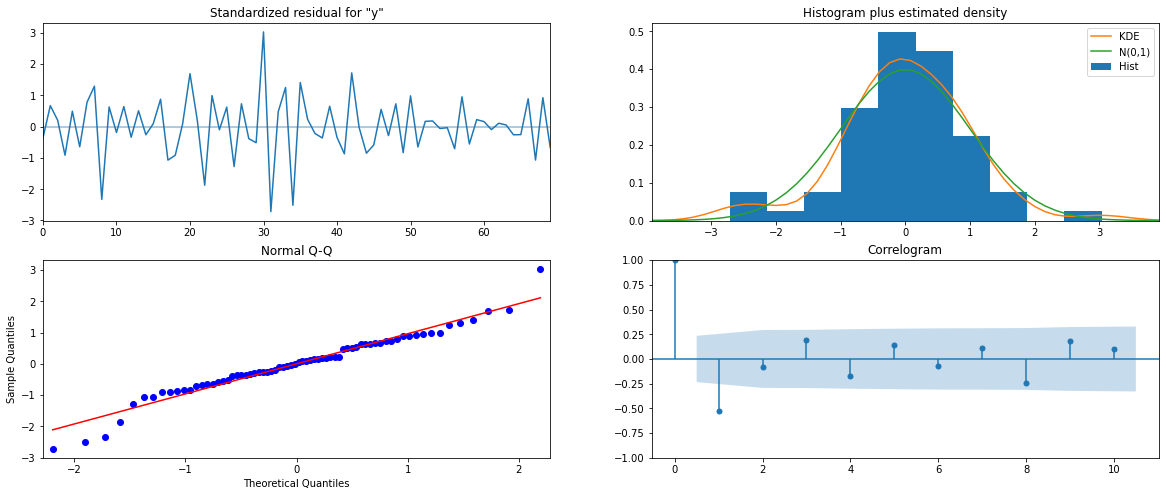 Standardized residual for "y"
3
2
1
0
−1
−2
−3
0 10 20 30 40 50 60
Histogram plus estimated density
KDE
N(0,1)
Hist
0.5
0.4
0.3
0.2
0.1
0.0
−3 −2 −1 0 1 2 3
Normal Q-Q
Sample Quantiles
3
2
1
0
−1
−2
−3
−2 −1 0 1 2
Theoretical Quantiles
Correlogram
1.00
0.75
0.50
0.25
0.00
−0.25
−0.50
−0.75
−1.00
0 2 4 6 8 10